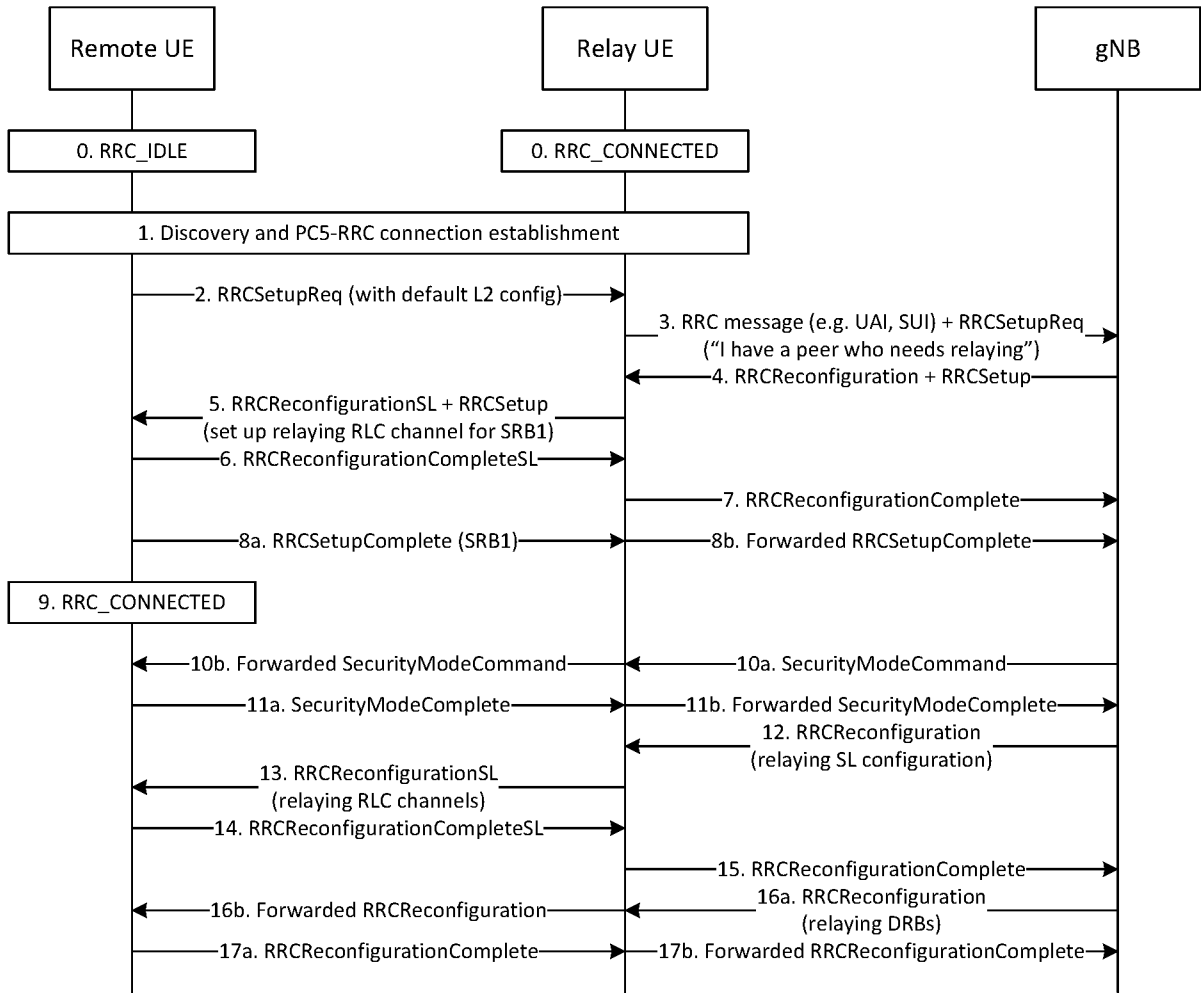 Remote UE
Relay UE
gNB
0. RRC_IDLE
0. RRC_CONNECTED
1. Discovery and PC5-RRC connection establishment
2. RRCSetupReq (with default L2 config)
3. RRC message (e.g. UAI, SUI) + RRCSetupReq
(“I have a peer who needs relaying”)
4. RRCReconfiguration + RRCSetup
5. RRCReconfigurationSL + RRCSetup
(set up relaying RLC channel for SRB1)
6. RRCReconfigurationCompleteSL
7. RRCReconfigurationComplete
8a. RRCSetupComplete (SRB1)
8b. Forwarded RRCSetupComplete
9. RRC_CONNECTED
10b. Forwarded SecurityModeCommand
10a. SecurityModeCommand
11a. SecurityModeComplete
11b. Forwarded SecurityModeComplete
12. RRCReconfiguration
(relaying SL configuration)
13. RRCReconfigurationSL
(relaying RLC channels)
14. RRCReconfigurationCompleteSL
15. RRCReconfigurationComplete
16a. RRCReconfiguration
(relaying DRBs)
16b. Forwarded RRCReconfiguration
17a. RRCReconfigurationComplete
17b. Forwarded RRCReconfigurationComplete